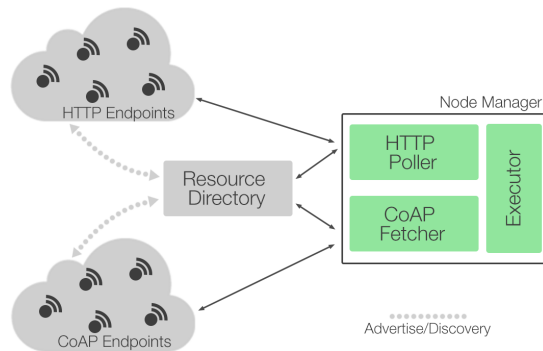 HTTP Endpoints
Node Manager
HTTP
Poller
Executor
Resource
Directory
CoAP
Fetcher
CoAP Endpoints
Advertise/Discovery